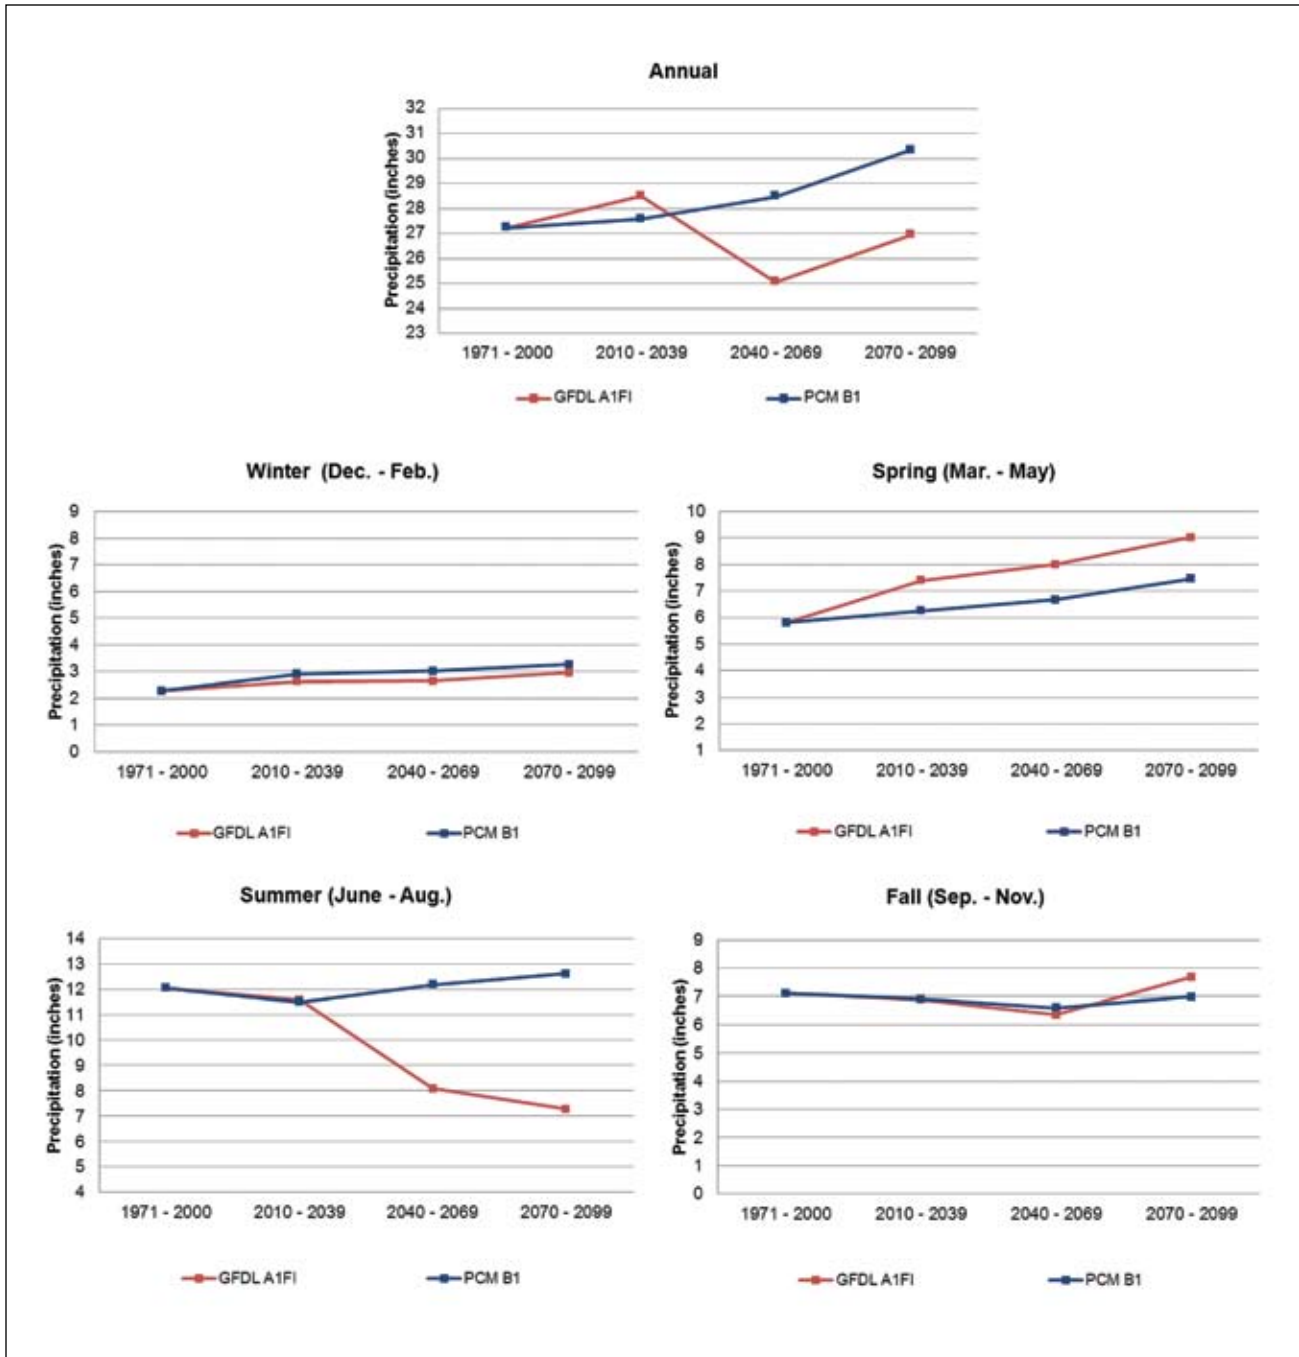 Annual
Precipitation (inches)
32
31
30
29
28
27
26
25
24
23
1971 - 2000 2010 - 2039 2040 - 2069 2070 - 2099
GFDL A1FI PCM B1
Winter (Dec. - Feb.)
Precipitation (inches)
9
8
7
6
5
4
3
2
1
0
1971 - 2000 2010 - 2039 2040 - 2069 2070 - 2099
GFDL A1FI PCM B1
Spring (Mar. - May)
Precipitation (inches)
10
9
8
7
6
5
4
3
2
1
1971 - 2000 2010 - 2039 2040 - 2069 2070 - 2099
GFDL A1FI PCM B1
Summer (June - Aug.)
Precipitation (inches)
14
13
12
11
10
9
8
7
6
5
4
1971 - 2000 2010 - 2039 2040 - 2069 2070 - 2099
GFDL A1FI PCM B1
Fall (Sep. - Nov.)
Precipitation (inches)
9
8
7
6
5
4
3
2
1
0
1971 - 2000 2010 - 2039 2040 - 2069 2070 - 2099
GFDL A1FI PCM B1